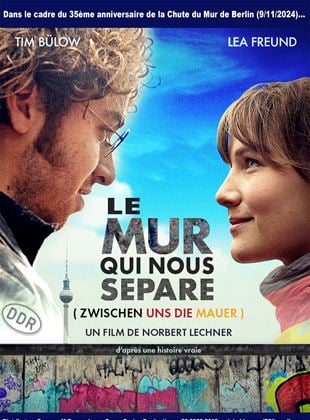 Dans le cadre du 35ème anniversaire de la Chute du Mur de Berlin (9/11/2024)...
TIM BÜLOW
LEA FREUND
LE
MUR
QUI NOUS
SEPARE
( ZWISCHEN UNS DIE MAUER )
DDR
UN FILM DE NORBERT LECHNER
d'après une histoire vraie